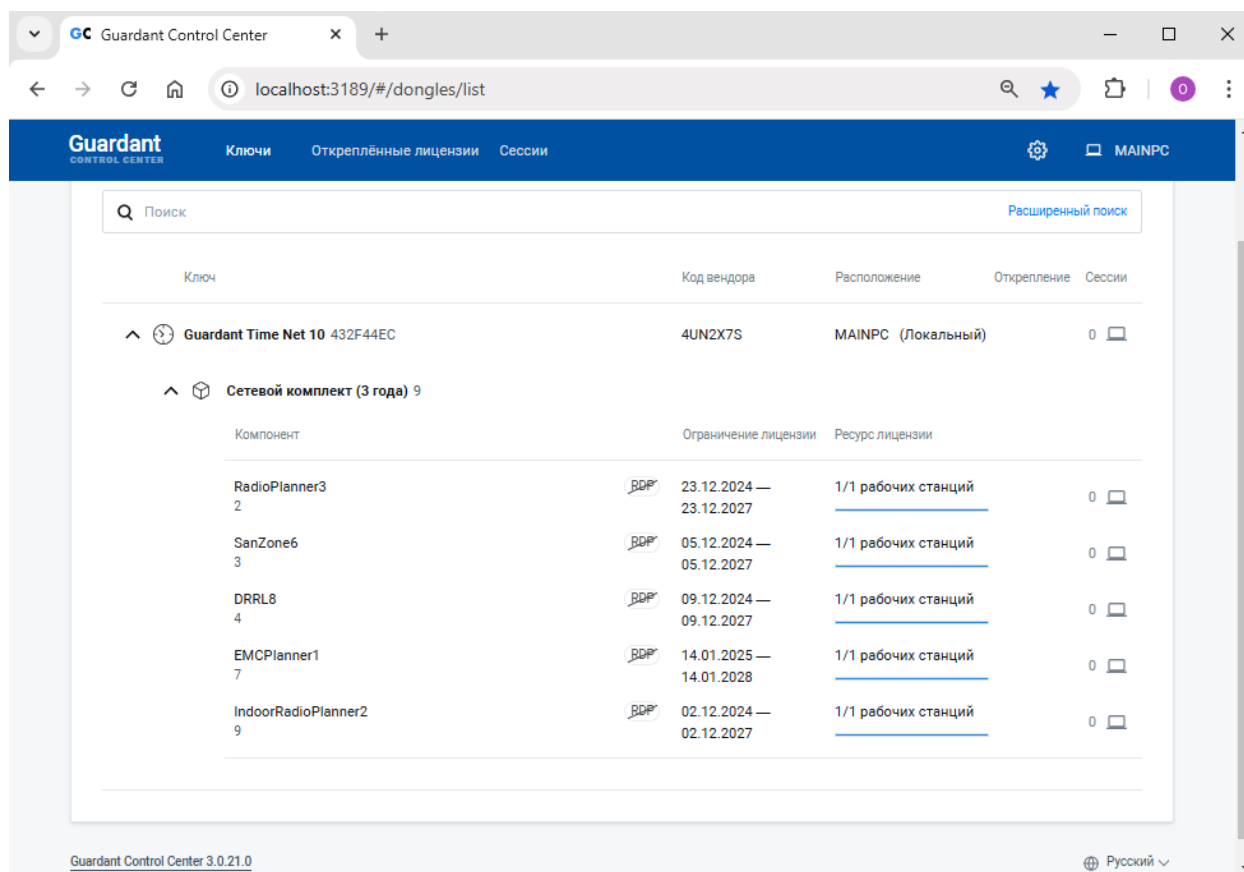 GC Guardant Control Center
localhost:3189/#/dongles/list
O
Guardant
CONTROL CENTER
Ключи Откреплённые лицензии Сессии MAINPC
Поиск Расширенный поиск
Ключ Код вендора Расположение Открепление Сессии
Guardant Time Net 10 432F44EC 4UN2X7S MAINPC (Локальный) 0
Сетевой комплект (3 года) 9
Компонент Ограничение лицензии Ресурс лицензии
RadioPlanner3 RDP 23.12.2024 — 1/1 рабочих станций 0
2 23.12.2027
SanZone6 RDP 05.12.2024 — 1/1 рабочих станций 0
3 05.12.2027
DRRL8 RDP 09.12.2024 — 1/1 рабочих станций 0
4 09.12.2027
EMCPlanner1 RDP 14.01.2025 — 1/1 рабочих станций 0
7 14.01.2028
IndoorRadioPlanner2 RDP 02.12.2024 — 1/1 рабочих станций 0
9 02.12.2027
Guardant Control Center 3.0.21.0 Русский